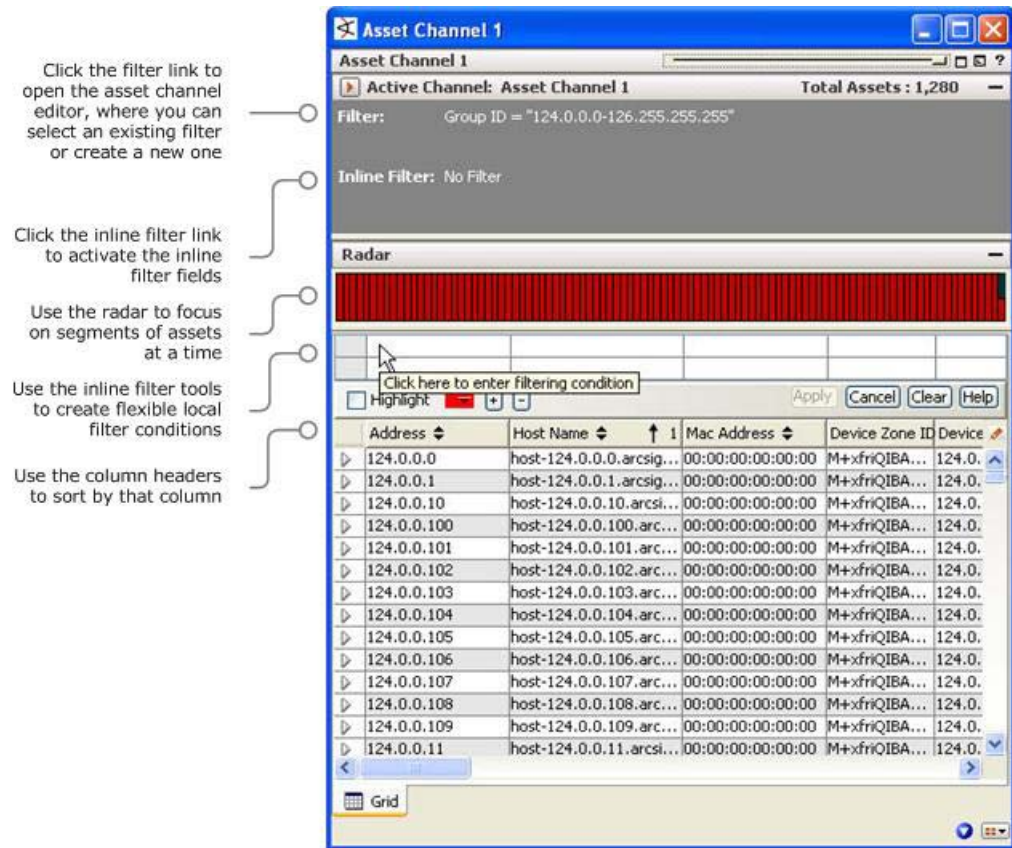 Click the filter link to
open the asset channel
editor, where you can
select an existing filter
or create a new one
Click the inline filter link
to activate the inline
filter fields
Use the radar to focus
on segments of assets
at a time
Use the inline filter tools
to create flexible local
filter conditions
Use the column headers
to sort by that column
Asset Channel 1
Asset Channel 1 ?
Active Channel: Asset Channel 1 Total Assets : 1,280
Filter: Group ID = "124.0.0.0-126.255.255.255"
Inline Filter: No Filter
Radar
Click here to enter filtering condition
Highlight + - Apply Cancel Clear Help
Address Host Name 1 Mac Address Device Zone ID Device
124.0.0.0 host-124.0.0.0.arcsig... 00:00:00:00:00:00 M+xfriQIBA... 124.0.
124.0.0.1 host-124.0.0.1.arcsig... 00:00:00:00:00:00 M+xfriQIBA... 124.0.
124.0.0.10 host-124.0.0.10.arcsi... 00:00:00:00:00:00 M+xfriQIBA... 124.0.
124.0.0.100 host-124.0.0.100.arc... 00:00:00:00:00:00 M+xfriQIBA... 124.0.
124.0.0.101 host-124.0.0.101.arc... 00:00:00:00:00:00 M+xfriQIBA... 124.0.
124.0.0.102 host-124.0.0.102.arc... 00:00:00:00:00:00 M+xfriQIBA... 124.0.
124.0.0.103 host-124.0.0.103.arc... 00:00:00:00:00:00 M+xfriQIBA... 124.0.
124.0.0.104 host-124.0.0.104.arc... 00:00:00:00:00:00 M+xfriQIBA... 124.0.
124.0.0.105 host-124.0.0.105.arc... 00:00:00:00:00:00 M+xfriQIBA... 124.0.
124.0.0.106 host-124.0.0.106.arc... 00:00:00:00:00:00 M+xfriQIBA... 124.0.
124.0.0.107 host-124.0.0.107.arc... 00:00:00:00:00:00 M+xfriQIBA... 124.0.
124.0.0.108 host-124.0.0.108.arc... 00:00:00:00:00:00 M+xfriQIBA... 124.0.
124.0.0.109 host-124.0.0.109.arc... 00:00:00:00:00:00 M+xfriQIBA... 124.0.
124.0.0.11 host-124.0.0.11.arcsi... 00:00:00:00:00:00 M+xfriQIBA... 124.0.
Grid